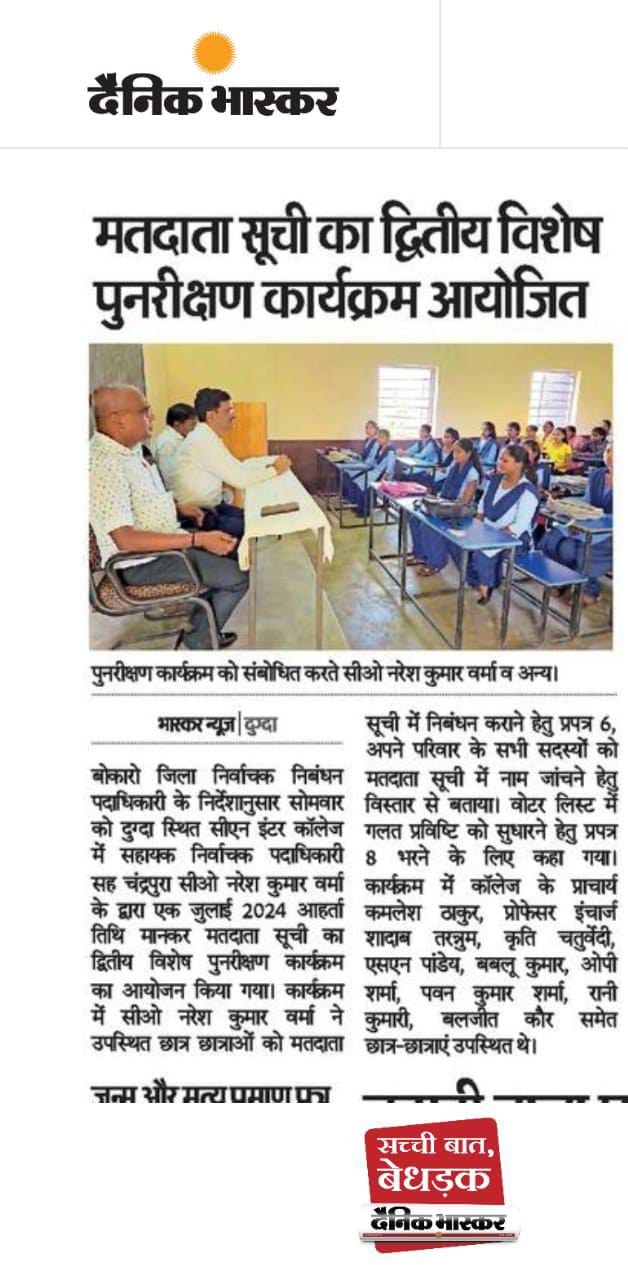 दैनिक भास्कर
मतदाता सूची का द्वितीय विशेष
पुनरीक्षण कार्यक्रम आयोजित
पुनरीक्षण कार्यक्रम को संबोधित करते सीओ नरेश कुमार वर्मा व अन्य।
भास्कर न्यूज|दुग्दा
बोकारो जिला निर्वाचक निबंधन
पदाधिकारी के निर्देशानुसार सोमवार
को दुग्दा स्थित सीएन इंटर कॉलेज
में सहायक निर्वाचक पदाधिकारी
सह चंद्रपुरा सीओ नरेश कुमार वर्मा
के द्वारा एक जुलाई 2024 आहर्ता
तिथि मानकर मतदाता सूची का
द्वितीय विशेष पुनरीक्षण कार्यक्रम
का आयोजन किया गया। कार्यक्रम
में सीओ नरेश कुमार वर्मा ने
उपस्थित छात्र छात्राओं को मतदाता
सूची में निबंधन कराने हेतु प्रपत्र 6,
अपने परिवार के सभी सदस्यों को
मतदाता सूची में नाम जांचने हेतु
विस्तार से बताया। वोटर लिस्ट में
गलत प्रविष्टि को सुधारने हेतु प्रपत्र
8 भरने के लिए कहा गया।
कार्यक्रम में कॉलेज के प्राचार्य
कमलेश ठाकुर, प्रोफेसर इंचार्ज
शादाब तरन्नुम, कृति चतुर्वेदी,
एसएन पांडेय, बबलू कुमार, ओपी
शर्मा, पवन कुमार शर्मा, रानी
कुमारी, बलजीत कौर समेत
छात्र-छात्राएं उपस्थित थे।
जन्म और मृत्यु प्रमाण पत्र
सच्ची बात,
बेधड़क
दैनिक भास्कर